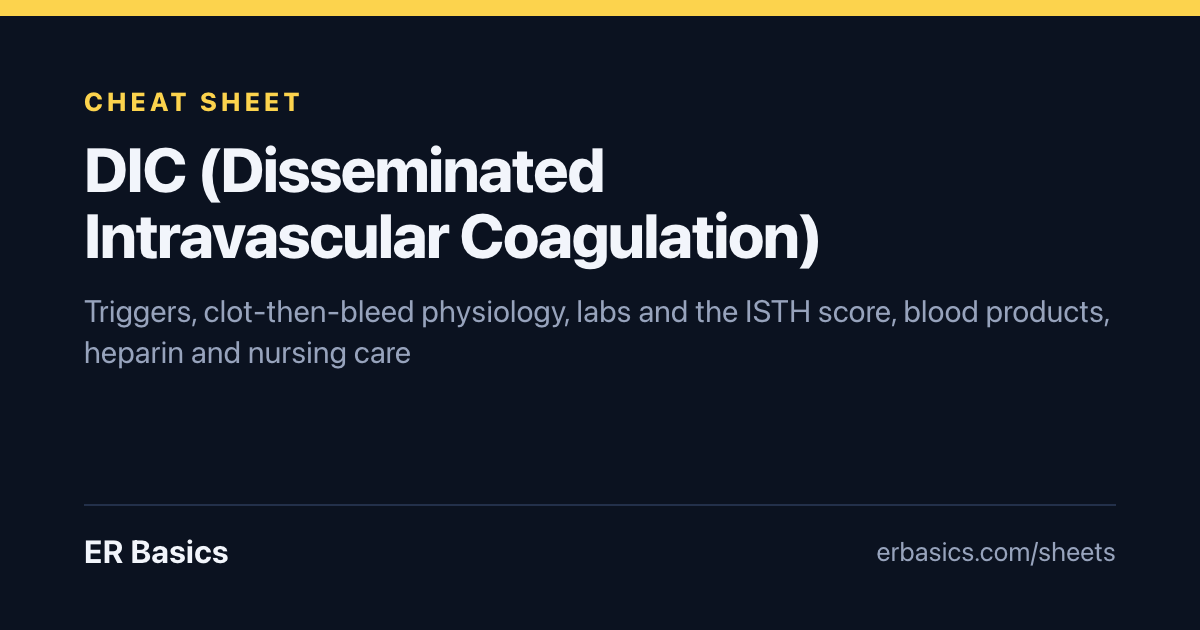 CHEAT SHEET
DIC (Disseminated
Intravascular Coagulation)
Triggers, clot-then-bleed physiology, labs and the ISTH score, blood products,
heparin and nursing care
ER Basics
erbasics.com/sheets